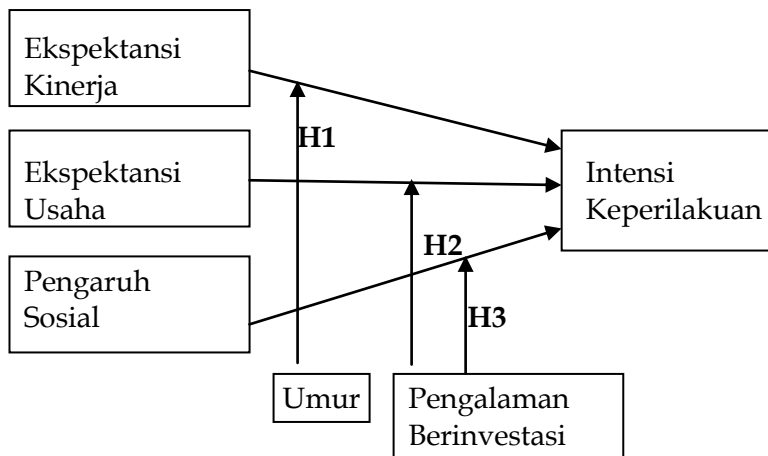 Ekspektansi
Kinerja
H1
Ekspektansi
Usaha
Intensi
Keperilakuan
H2
Pengaruh
Sosial
H3
Umur
Pengalaman
Berinvestasi